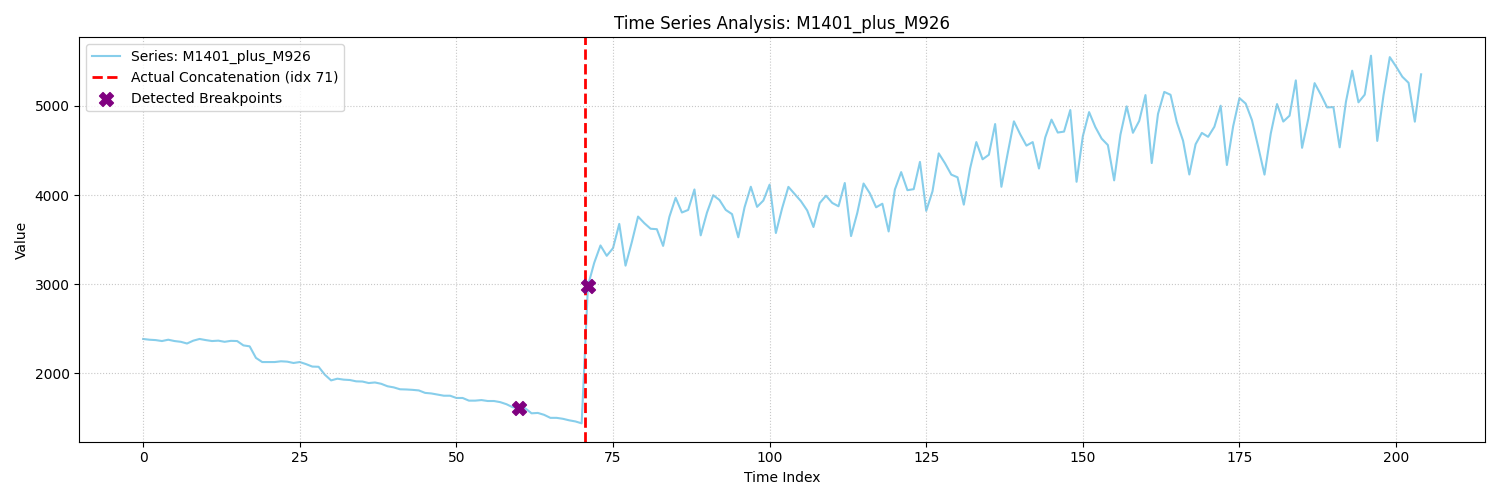 Time Series Analysis: M1401_plus_M926
Series: M1401_plus_M926
Actual Concatenation (idx 71)
Detected Breakpoints
Value
5000
4000
3000
2000
0 25 50 75 100 125 150 175 200
Time Index